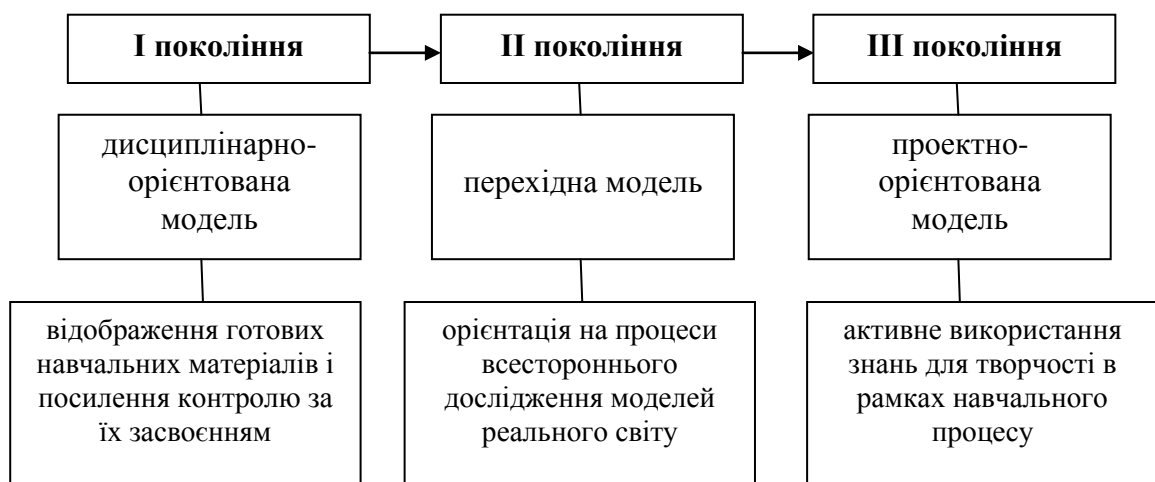 І покоління
ІІ покоління
ІІІ покоління
дисциплінарно-
орієнтована
модель
перехідна модель
проектно-
орієнтована
модель
відображення готових
навчальних матеріалів і
посилення контролю за
їх засвоєнням
орієнтація на процеси
всестороннього
дослідження моделей
реального світу
активне використання
знань для творчості в
рамках навчального
процесу